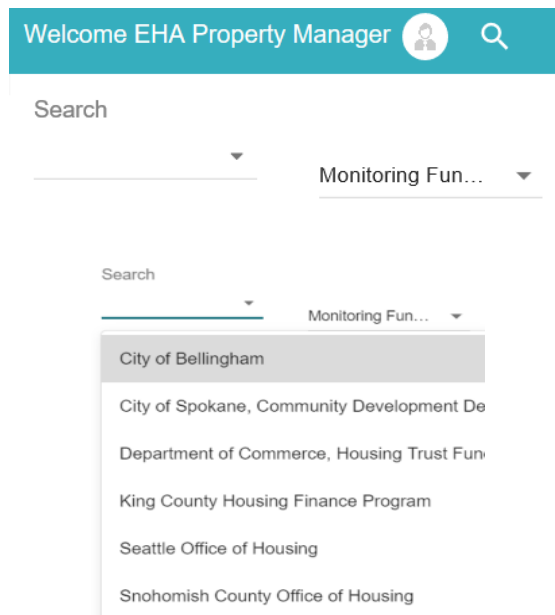 Welcome EHA Property Manager
Search
Monitoring Fun...
Search
Monitoring Fun...
City of Bellingham
City of Spokane, Community Development De
Department of Commerce, Housing Trust Fun
King County Housing Finance Program
Seattle Office of Housing
Snohomish County Office of Housing